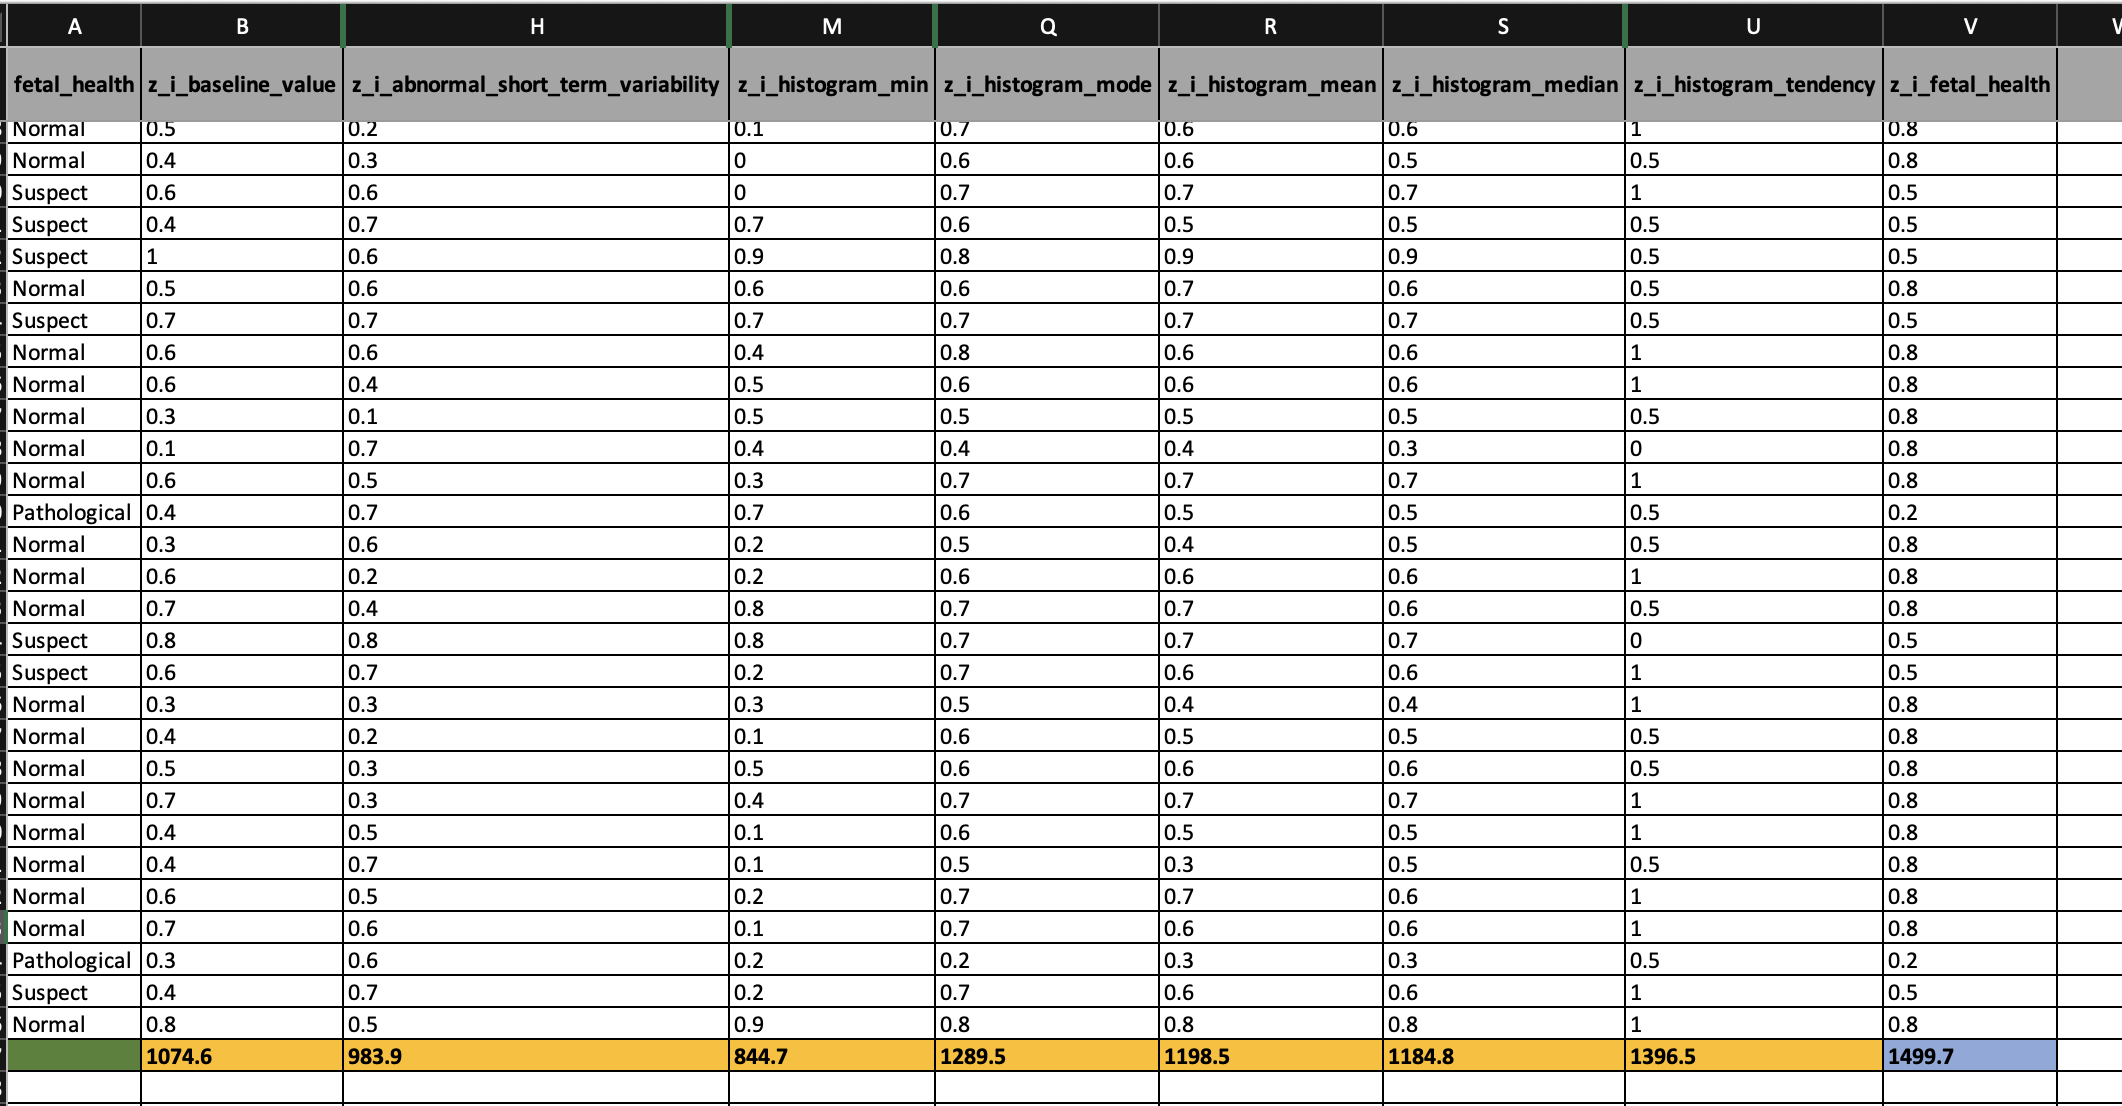 A B H M Q R S U V
fetal_health z_i_baseline_value z_i_abnormal_short_term_variability z_i_histogram_min z_i_histogram_mode z_i_histogram_mean z_i_histogram_median z_i_histogram_tendency z_i_fetal_health
Normal 0.5 0.2 0.1 0.7 0.6 0.6 1 0.8
Normal 0.4 0.3 0 0.6 0.6 0.5 0.5 0.8
Suspect 0.6 0.6 0 0.7 0.7 0.7 1 0.5
Suspect 0.4 0.7 0.7 0.6 0.5 0.5 0.5 0.5
Suspect 1 0.6 0.9 0.8 0.9 0.9 0.5 0.5
Normal 0.5 0.6 0.6 0.6 0.7 0.6 0.5 0.8
Suspect 0.7 0.7 0.7 0.7 0.7 0.7 0.5 0.5
Normal 0.6 0.6 0.4 0.8 0.6 0.6 1 0.8
Normal 0.6 0.4 0.5 0.6 0.6 0.6 1 0.8
Normal 0.3 0.1 0.5 0.5 0.5 0.5 0.5 0.8
Normal 0.1 0.7 0.4 0.4 0.4 0.3 0 0.8
Normal 0.6 0.5 0.3 0.7 0.7 0.7 1 0.8
Pathological 0.4 0.7 0.7 0.6 0.5 0.5 0.5 0.2
Normal 0.3 0.6 0.2 0.5 0.4 0.5 0.5 0.8
Normal 0.6 0.2 0.2 0.6 0.6 0.6 1 0.8
Normal 0.7 0.4 0.8 0.7 0.7 0.6 0.5 0.8
Suspect 0.8 0.8 0.8 0.7 0.7 0.7 0 0.5
Suspect 0.6 0.7 0.2 0.7 0.6 0.6 1 0.5
Normal 0.3 0.3 0.3 0.5 0.4 0.4 1 0.8
Normal 0.4 0.2 0.1 0.6 0.5 0.5 0.5 0.8
Normal 0.5 0.3 0.5 0.6 0.6 0.6 0.5 0.8
Normal 0.7 0.3 0.4 0.7 0.7 0.7 1 0.8
Normal 0.4 0.5 0.1 0.6 0.5 0.5 1 0.8
Normal 0.4 0.7 0.1 0.5 0.3 0.5 0.5 0.8
Normal 0.6 0.5 0.2 0.7 0.7 0.6 1 0.8
Normal 0.7 0.6 0.1 0.7 0.6 0.6 1 0.8
Pathological 0.3 0.6 0.2 0.2 0.3 0.3 0.5 0.2
Suspect 0.4 0.7 0.2 0.7 0.6 0.6 1 0.5
Normal 0.8 0.5 0.9 0.8 0.8 0.8 1 0.8
1074.6 983.9 844.7 1289.5 1198.5 1184.8 1396.5 1499.7